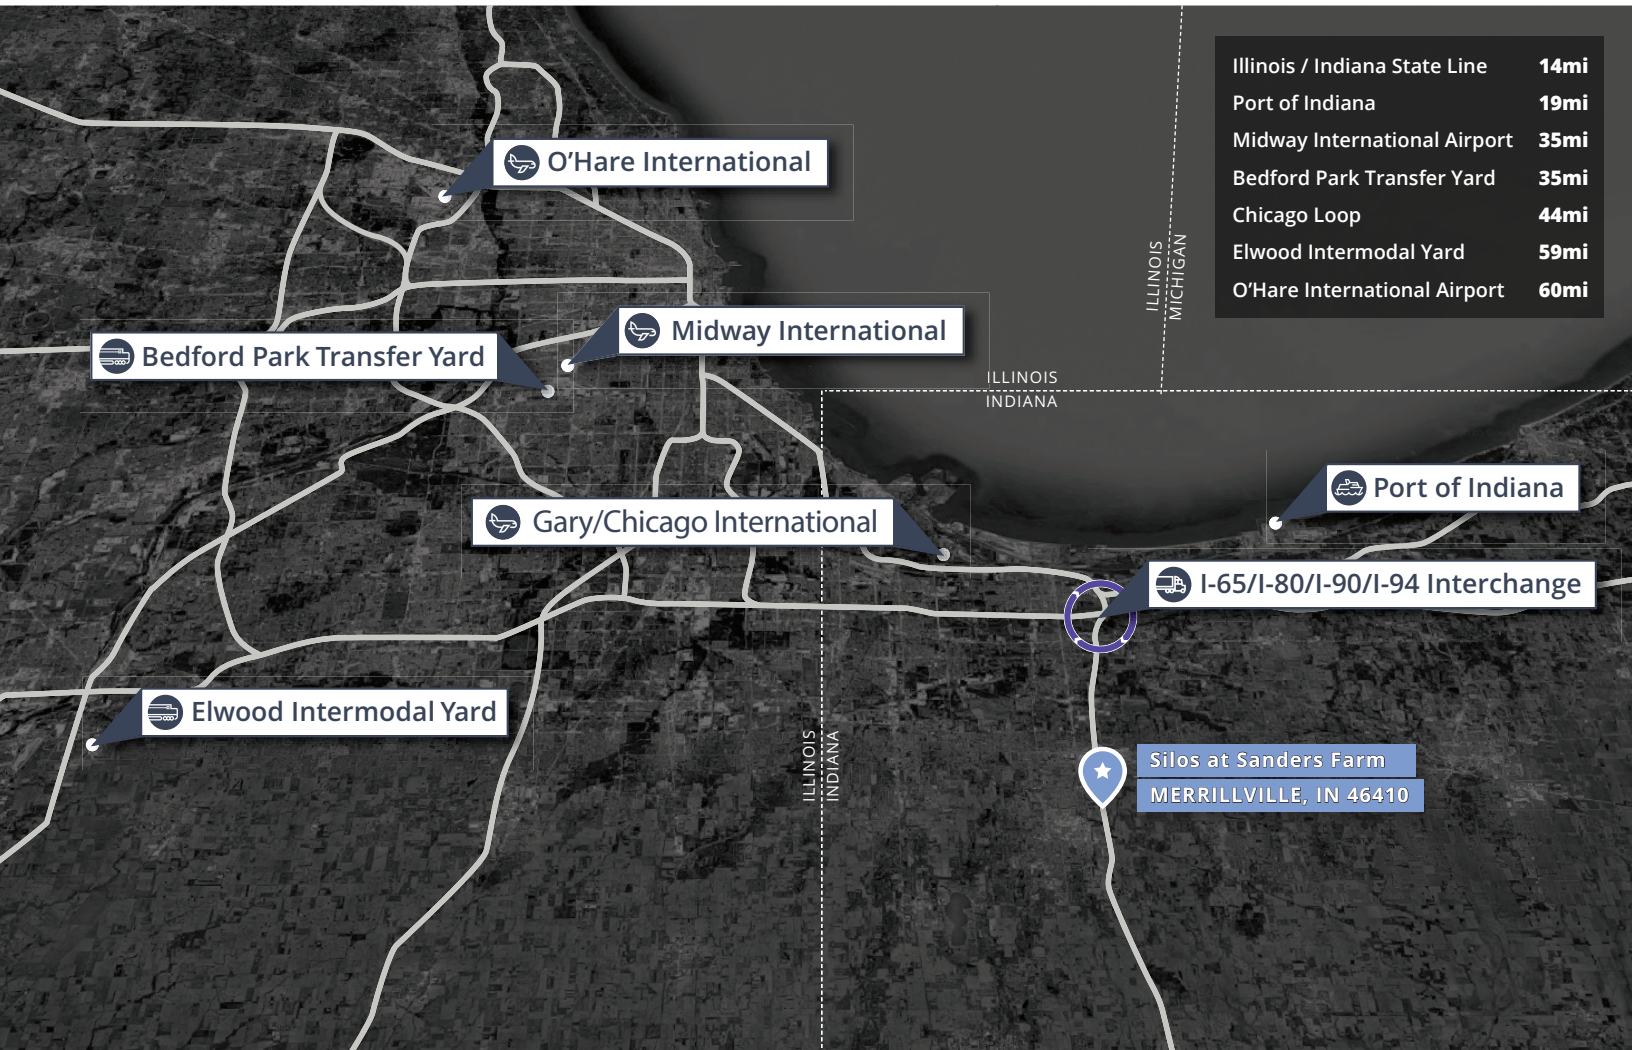 Illinois / Indiana State Line 14mi
Port of Indiana 19mi
Midway International Airport 35mi
Bedford Park Transfer Yard 35mi
Chicago Loop 44mi
Elwood Intermodal Yard 59mi
O’Hare International Airport 60mi
O’Hare International
ILLINOIS
MICHIGAN
Midway International
Bedford Park Transfer Yard
ILLINOIS
INDIANA
Port of Indiana
Gary/Chicago International
I-65/I-80/I-90/I-94 Interchange
Elwood Intermodal Yard
ILLINOIS
INDIANA
Silos at Sanders Farm
MERRILLVILLE, IN 46410